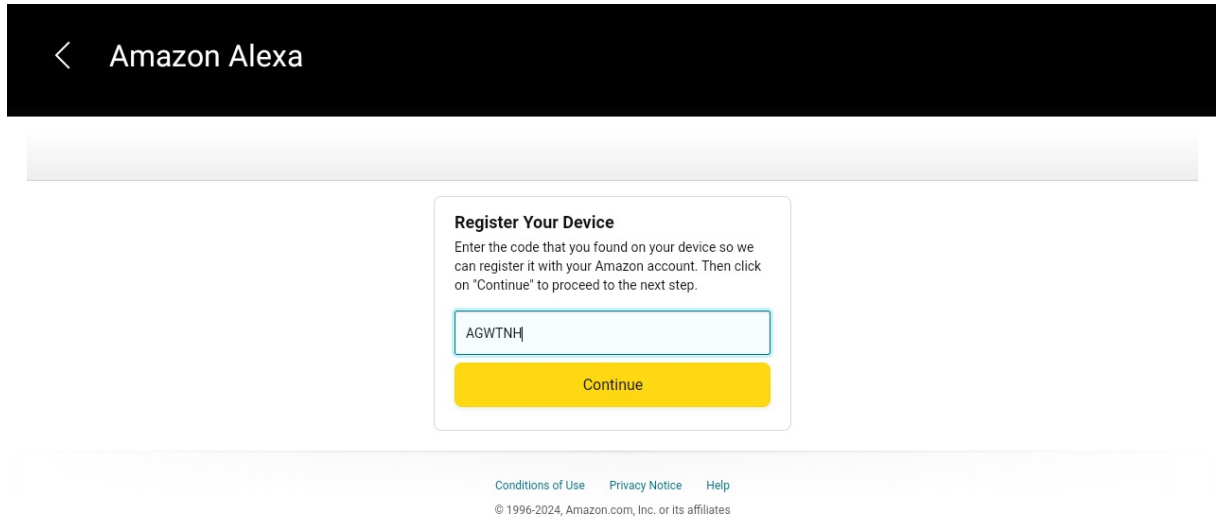 Amazon Alexa
Register Your Device
Enter the code that you found on your device so we
can register it with your Amazon account. Then click
on "Continue" to proceed to the next step.
AGWTNH
Continue
Conditions of Use Privacy Notice Help
© 1996-2024, Amazon.com, Inc. or its affiliates